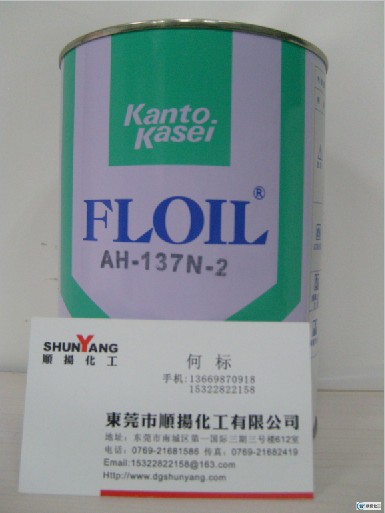 Kanto
Kasei
FLOIL®
AH-137N-2
SHUNYANG
順揚化工
何标
手机:13669870918
15322822158
東莞市順揚化工有限公司
地址:东莞市南城区第一国际三期三号楼612室
电话:0769-21681586 传真:0769-21682419
Email:15322822158@163.com
Http://www.dgshunyang.com